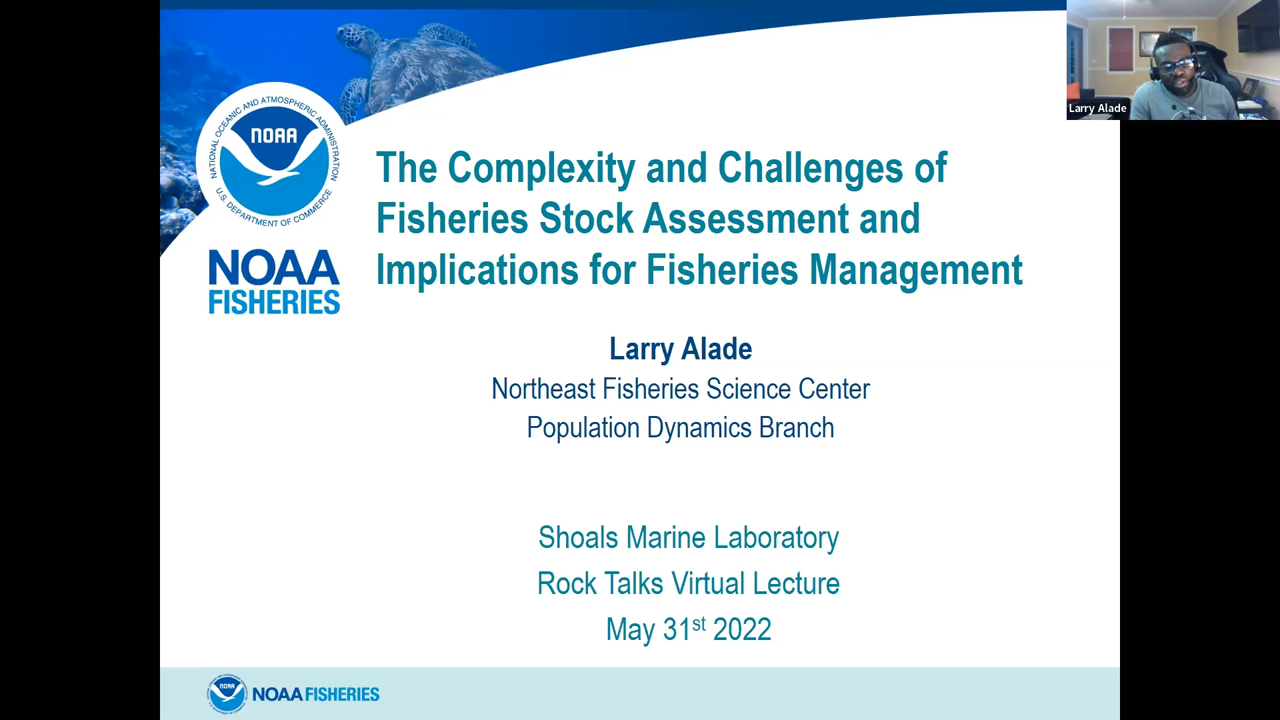 NATIONAL OCEANIC AND ATMOSPHERIC ADMINISTRATION
NOAA
U.S. DEPARTMENT OF COMMERCE
NOAA
FISHERIES
Larry Alade
The Complexity and Challenges of
Fisheries Stock Assessment and
Implications for Fisheries Management
Larry Alade
Northeast Fisheries Science Center
Population Dynamics Branch
Shoals Marine Laboratory
Rock Talks Virtual Lecture
May 31st 2022
NOAA
NOAA FISHERIES